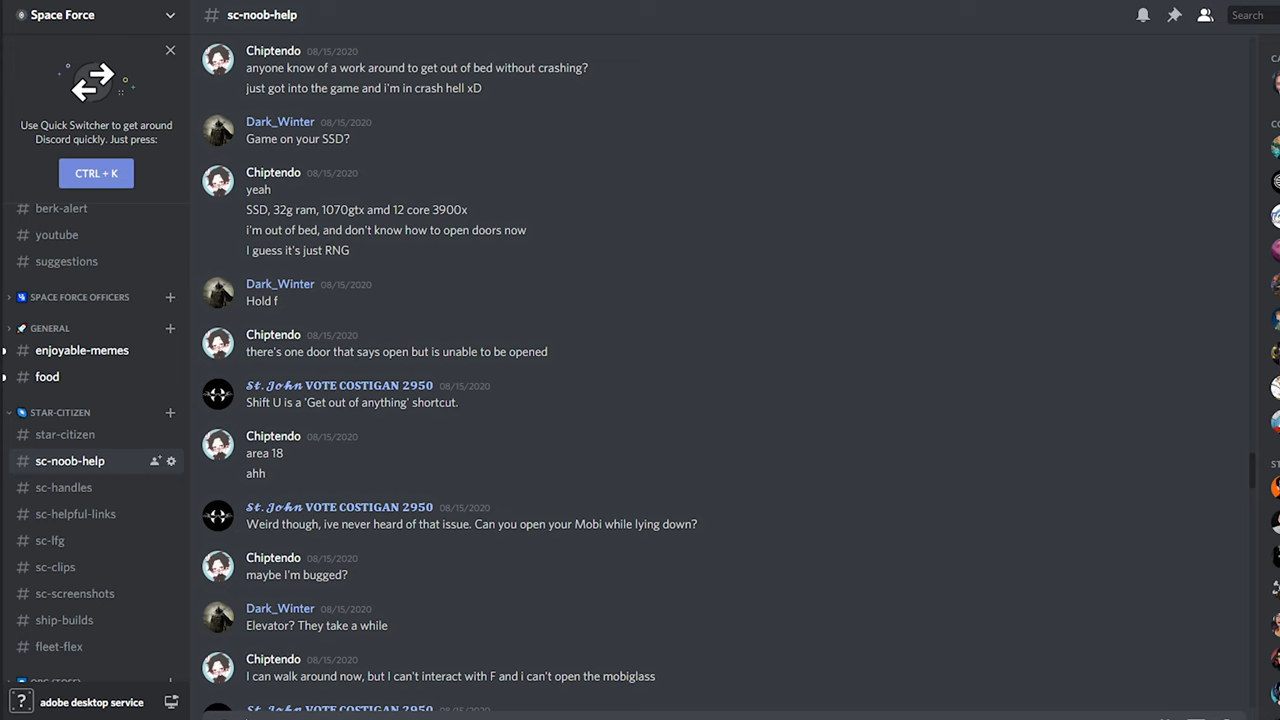 Space Force
Use Quick Switcher to get around
Discord quickly. Just press:
CTRL + K
# berk-alert
# youtube
# suggestions
SPACE FORCE OFFICERS +
GENERAL +
# enjoyable-memes
# food
STAR-CITIZEN +
# star-citizen
# sc-noob-help
# sc-handles
# sc-helpful-links
# sc-lfg
# sc-clips
# sc-screenshots
# ship-builds
# fleet-flex
? adobe desktop service
# sc-noob-help
Search
Chiptendo 08/15/2020
anyone know of a work around to get out of bed without crashing?
just got into the game and i'm in crash hell xD
Dark_Winter 08/15/2020
Game on your SSD?
Chiptendo 08/15/2020
yeah
SSD, 32g ram, 1070gtx amd 12 core 3900x
i'm out of bed, and don't know how to open doors now
I guess it's just RNG
Dark_Winter 08/15/2020
Hold f
Chiptendo 08/15/2020
there's one door that says open but is unable to be opened
St. John VOTE COSTIGAN 2950 08/15/2020
Shift U is a 'Get out of anything' shortcut.
Chiptendo 08/15/2020
area 18
ahh
St. John VOTE COSTIGAN 2950 08/15/2020
Weird though, ive never heard of that issue. Can you open your Mobi while lying down?
Chiptendo 08/15/2020
maybe I'm bugged?
Dark_Winter 08/15/2020
Elevator? They take a while
Chiptendo 08/15/2020
I can walk around now, but I can't interact with F and i can't open the mobiglass
St. John VOTE COSTIGAN 2950 08/15/2020